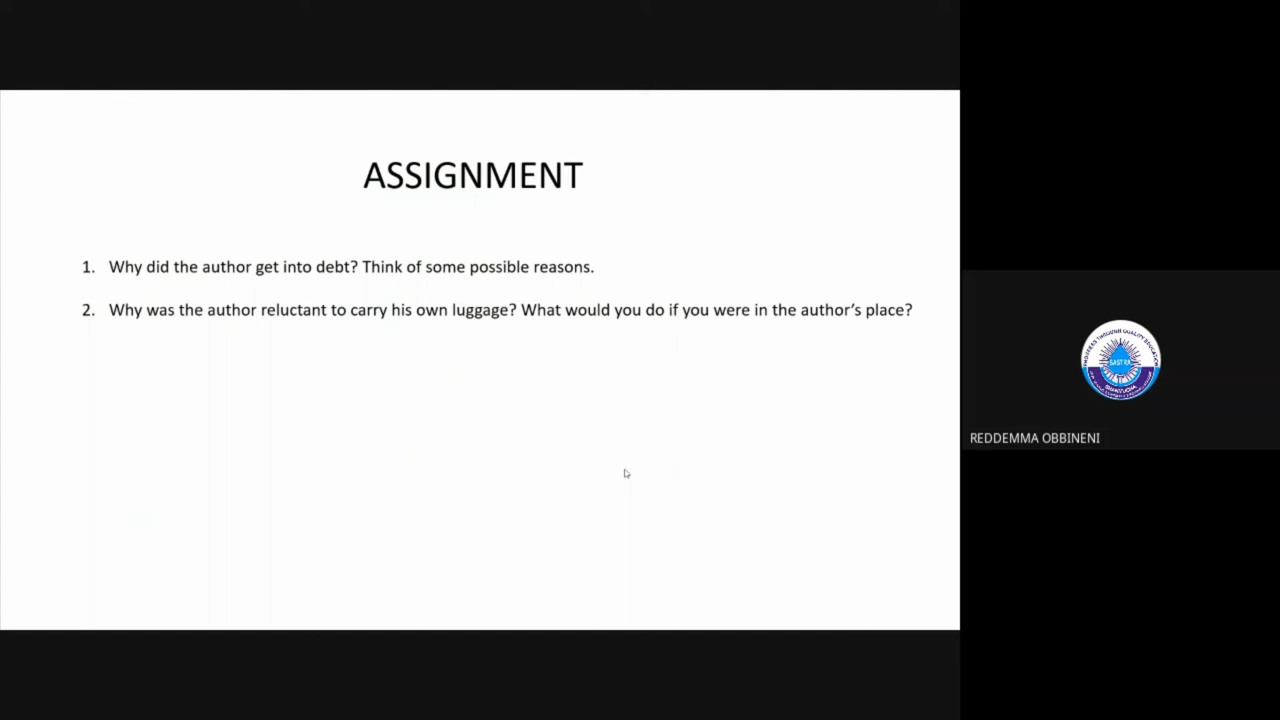 ASSIGNMENT
1. Why did the author get into debt? Think of some possible reasons.
2. Why was the author reluctant to carry his own luggage? What would you do if you were in the author’s place?
SASTRA
REDDEMMA OBBINENI